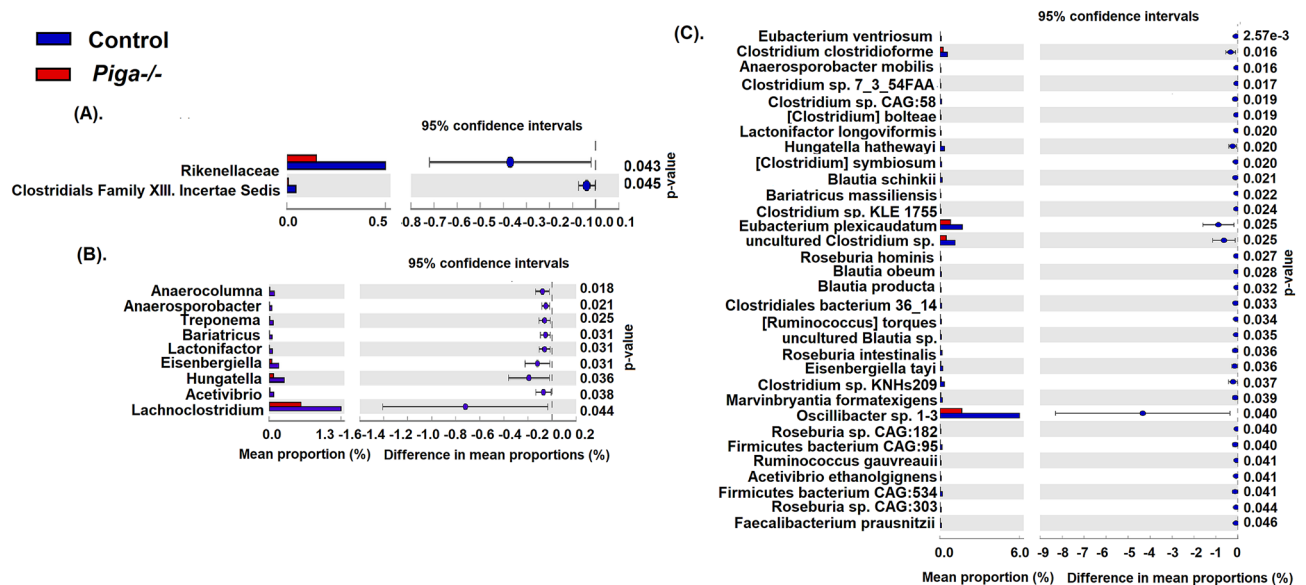 Control
Piga-/-
(A).
95% confidence intervals
Rikenellaceae
Clostridials Family XIII. Incertae Sedis
0.043
0.045
p-value
0.0 0.5 -0.8 -0.7 -0.6 -0.5 -0.4 -0.3 -0.2 -0.1 0.0 0.1
(B).
95% confidence intervals
Anaerocolumna 0.018
Anaerosporobacter 0.021
Treponema 0.025
Bariatricus 0.031
Lactonifactor 0.031
Eisenbergiella 0.031
Hungatella 0.036
Acetivibrio 0.038
Lachnoclostridium 0.044
p-value
0.0 1.3 -1.6 -1.4 -1.2 -1.0 -0.8 -0.6 -0.4 -0.2 0.0 0.2
Mean proportion (%) Difference in mean proportions (%)
(C).
95% confidence intervals
Eubacterium ventriosum 2.57e-3
Clostridium clostridioforme 0.016
Anaerosporobacter mobilis 0.016
Clostridium sp. 7_3_54FAA 0.017
Clostridium sp. CAG:58 0.019
[Clostridium] bolteae 0.019
Lactonifactor longoviformis 0.020
Hungatella hathewayi 0.020
[Clostridium] symbiosum 0.020
Blautia schinkii 0.021
Bariatricus massiliensis 0.022
Clostridium sp. KLE 1755 0.024
Eubacterium plexicaudatum 0.025
uncultured Clostridium sp. 0.025
Roseburia hominis 0.027
Blautia obeum 0.028
Blautia producta 0.032
Clostridiales bacterium 36_14 0.033
[Ruminococcus] torques 0.034
uncultured Blautia sp. 0.035
Roseburia intestinalis 0.036
Eisenbergiella tayi 0.036
Clostridium sp. KNHs209 0.037
Marvinbryantia formatexigens 0.039
Oscillibacter sp. 1-3 0.040
Roseburia sp. CAG:182 0.040
Firmicutes bacterium CAG:95 0.040
Ruminococcus gauvreauii 0.041
Acetivibrio ethanolgignens 0.041
Firmicutes bacterium CAG:534 0.041
Roseburia sp. CAG:303 0.044
Faecalibacterium prausnitzii 0.046
p-value
0.0 6.0 -9 -8 -7 -6 -5 -4 -3 -2 -1 0
Mean proportion (%) Difference in mean proportions (%)